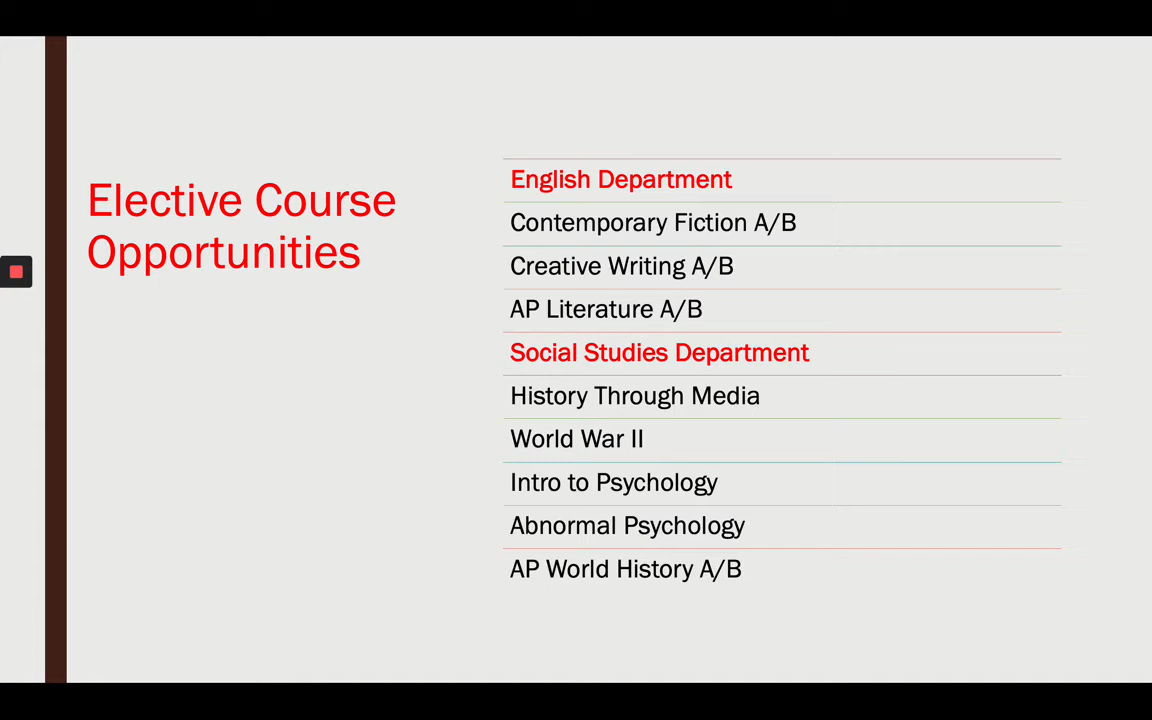 Elective Course
Opportunities
English Department
Contemporary Fiction A/B
Creative Writing A/B
AP Literature A/B
Social Studies Department
History Through Media
World War II
Intro to Psychology
Abnormal Psychology
AP World History A/B